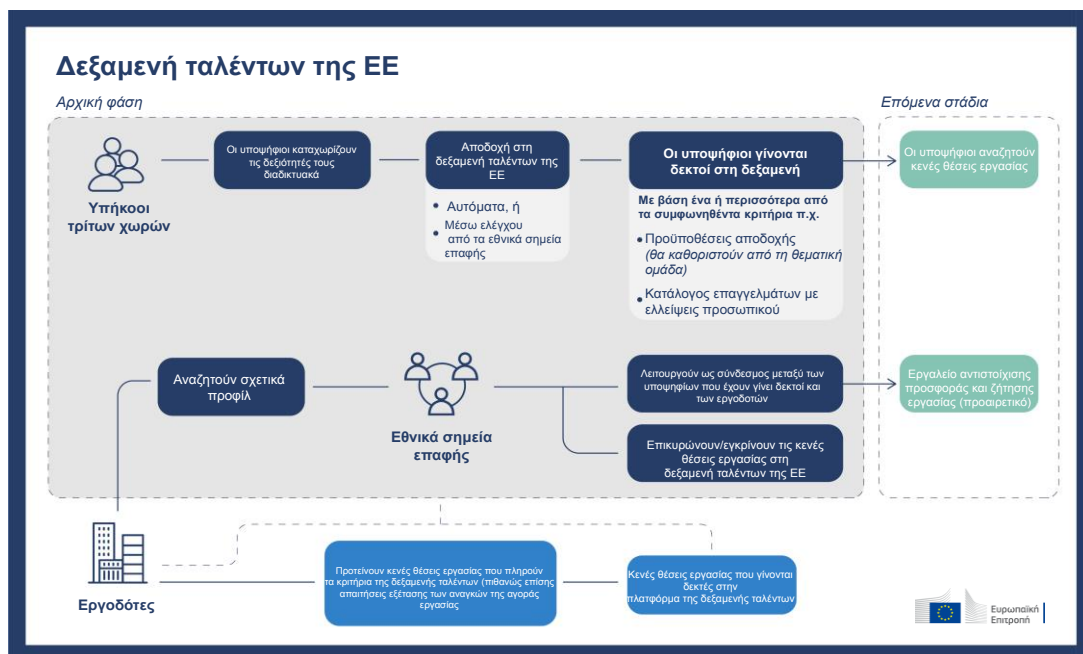 Δεξαμενή ταλέντων της ΕΕ
Αρχική φάση
Επόμενα στάδια
Υπήκοοι
τρίτων χωρών
Οι υποψήφιοι καταχωρίζουν
τις δεξιότητές τους
διαδικτυακά
Αποδοχή στη
δεξαμενή ταλέντων της
ΕΕ
• Αυτόματα, ή
• Μέσω ελέγχου
από τα εθνικά σημεία
επαφής
Οι υποψήφιοι γίνονται
δεκτοί στη δεξαμενή
Με βάση ένα ή περισσότερα από
τα συμφωνηθέντα κριτήρια π.χ.
• Προϋποθέσεις αποδοχής
(θα καθοριστούν από τη θεματική
ομάδα)
• Κατάλογος επαγγελμάτων με
ελλείψεις προσωπικού
Οι υποψήφιοι αναζητούν
κενές θέσεις εργασίας
Αναζητούν σχετικά
προφίλ
Εθνικά σημεία
επαφής
Λειτουργούν ως σύνδεσμος μεταξύ των
υποψηφίων που έχουν γίνει δεκτοί και
των εργοδοτών
Επικυρώνουν/εγκρίνουν τις κενές
θέσεις εργασίας στη
δεξαμενή ταλέντων της ΕΕ
Εργαλείο αντιστοίχισης
προσφοράς και ζήτησης
εργασίας (προαιρετικό)
Εργοδότες
Προτείνουν κενές θέσεις εργασίας που πληρούν
τα κριτήρια της δεξαμενής ταλέντων (πιθανώς επίσης
απαιτήσεις εξέτασης των αναγκών της αγοράς
εργασίας
Κενές θέσεις εργασίας που γίνονται
δεκτές στην
πλατφόρμα της δεξαμενής ταλέντων
Ευρωπαϊκή
Επιτροπή